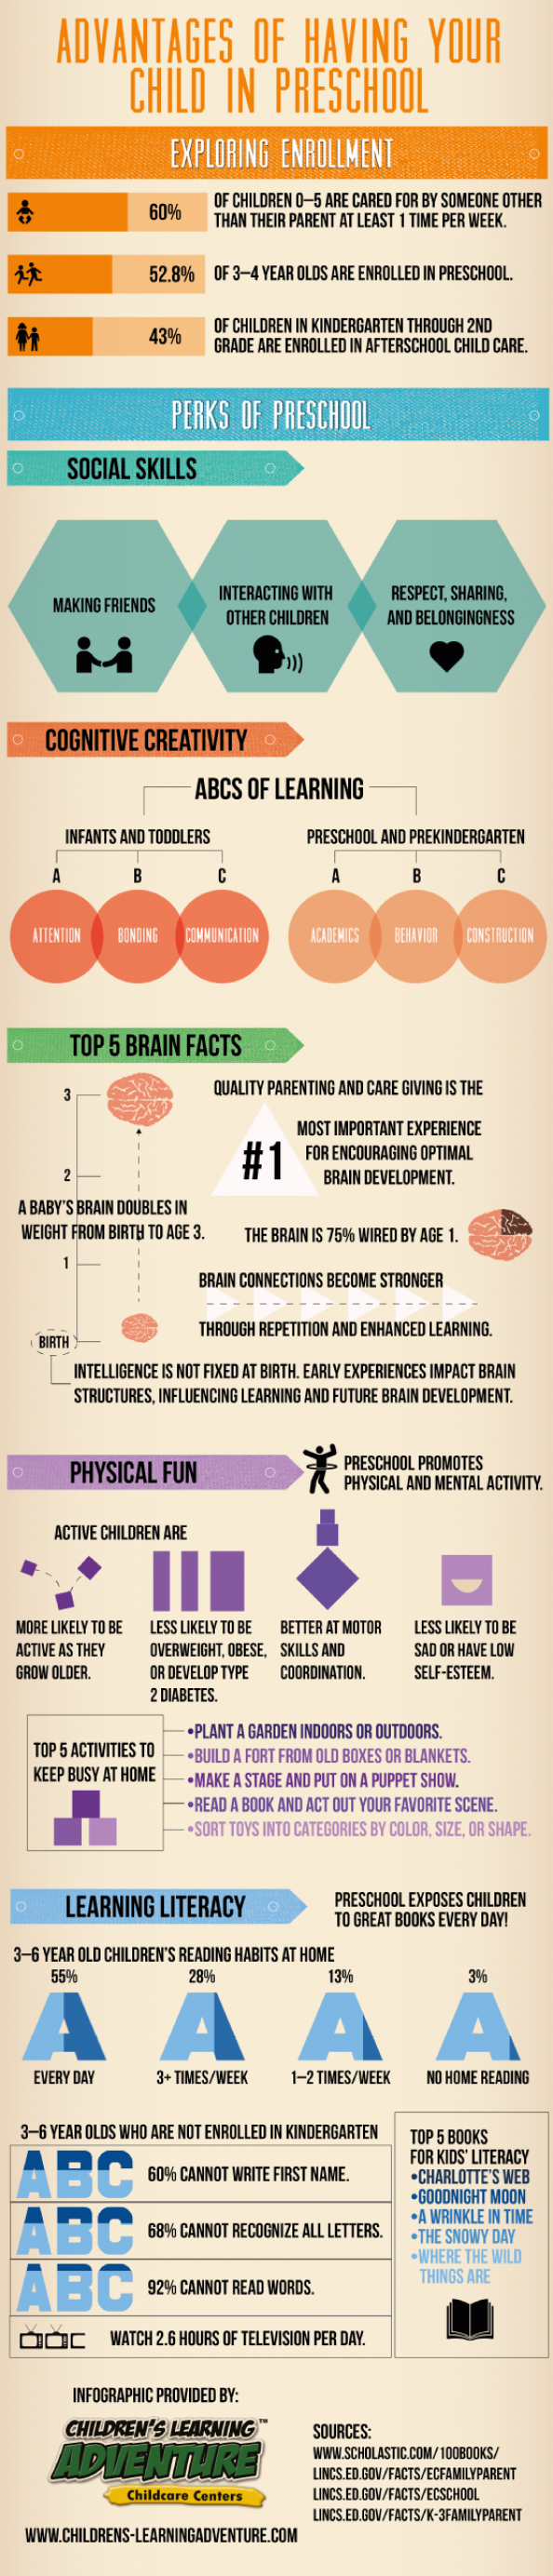 ADVANTAGES OF HAVING YOUR
CHILD IN PRESCHOOL
EXPLORING ENROLLMENT
60%
OF CHILDREN 0–5 ARE CARED FOR BY SOMEONE OTHER
THAN THEIR PARENT AT LEAST 1 TIME PER WEEK.
52.8%
OF 3–4 YEAR OLDS ARE ENROLLED IN PRESCHOOL.
43%
OF CHILDREN IN KINDERGARTEN THROUGH 2ND
GRADE ARE ENROLLED IN AFTERSCHOOL CHILD CARE.
PERKS OF PRESCHOOL
SOCIAL SKILLS
MAKING FRIENDS
INTERACTING WITH
OTHER CHILDREN
RESPECT, SHARING,
AND BELONGINGNESS
COGNITIVE CREATIVITY
ABCS OF LEARNING
INFANTS AND TODDLERS
A B C
ATTENTION BONDING COMMUNICATION
PRESCHOOL AND PREKINDERGARTEN
A B C
ACADEMICS BEHAVIOR CONSTRUCTION
TOP 5 BRAIN FACTS
3
2
A BABY'S BRAIN DOUBLES IN
WEIGHT FROM BIRTH TO AGE 3.
1
BIRTH
QUALITY PARENTING AND CARE GIVING IS THE
#1
MOST IMPORTANT EXPERIENCE
FOR ENCOURAGING OPTIMAL
BRAIN DEVELOPMENT.
THE BRAIN IS 75% WIRED BY AGE 1.
BRAIN CONNECTIONS BECOME STRONGER
THROUGH REPETITION AND ENHANCED LEARNING.
INTELLIGENCE IS NOT FIXED AT BIRTH. EARLY EXPERIENCES IMPACT BRAIN
STRUCTURES, INFLUENCING LEARNING AND FUTURE BRAIN DEVELOPMENT.
PHYSICAL FUN
PRESCHOOL PROMOTES
PHYSICAL AND MENTAL ACTIVITY.
ACTIVE CHILDREN ARE
MORE LIKELY TO BE
ACTIVE AS THEY
GROW OLDER.
LESS LIKELY TO BE
OVERWEIGHT, OBESE,
OR DEVELOP TYPE
2 DIABETES.
BETTER AT MOTOR
SKILLS AND
COORDINATION.
LESS LIKELY TO BE
SAD OR HAVE LOW
SELF-ESTEEM.
TOP 5 ACTIVITIES TO
KEEP BUSY AT HOME
•PLANT A GARDEN INDOORS OR OUTDOORS.
•BUILD A FORT FROM OLD BOXES OR BLANKETS.
•MAKE A STAGE AND PUT ON A PUPPET SHOW.
•READ A BOOK AND ACT OUT YOUR FAVORITE SCENE.
•SORT TOYS INTO CATEGORIES BY COLOR, SIZE, OR SHAPE.
LEARNING LITERACY
PRESCHOOL EXPOSES CHILDREN
TO GREAT BOOKS EVERY DAY!
3–6 YEAR OLD CHILDREN'S READING HABITS AT HOME
55% 28% 13% 3%
A A A A
EVERY DAY 3+ TIMES/WEEK 1–2 TIMES/WEEK NO HOME READING
3–6 YEAR OLDS WHO ARE NOT ENROLLED IN KINDERGARTEN
ABC
60% CANNOT WRITE FIRST NAME.
ABC
68% CANNOT RECOGNIZE ALL LETTERS.
ABC
92% CANNOT READ WORDS.
WATCH 2.6 HOURS OF TELEVISION PER DAY.
TOP 5 BOOKS
FOR KIDS' LITERACY
•CHARLOTTE'S WEB
•GOODNIGHT MOON
•A WRINKLE IN TIME
•THE SNOWY DAY
•WHERE THE WILD
THINGS ARE
INFOGRAPHIC PROVIDED BY:
CHILDREN'S LEARNING™
ADVENTURE
Childcare Centers
WWW.CHILDRENS-LEARNINGADVENTURE.COM
SOURCES:
WWW.SCHOLASTIC.COM/100BOOKS/
LINCS.ED.GOV/FACTS/ECFAMILYPARENT
LINCS.ED.GOV/FACTS/ECSCHOOL
LINCS.ED.GOV/FACTS/K-3FAMILYPARENT